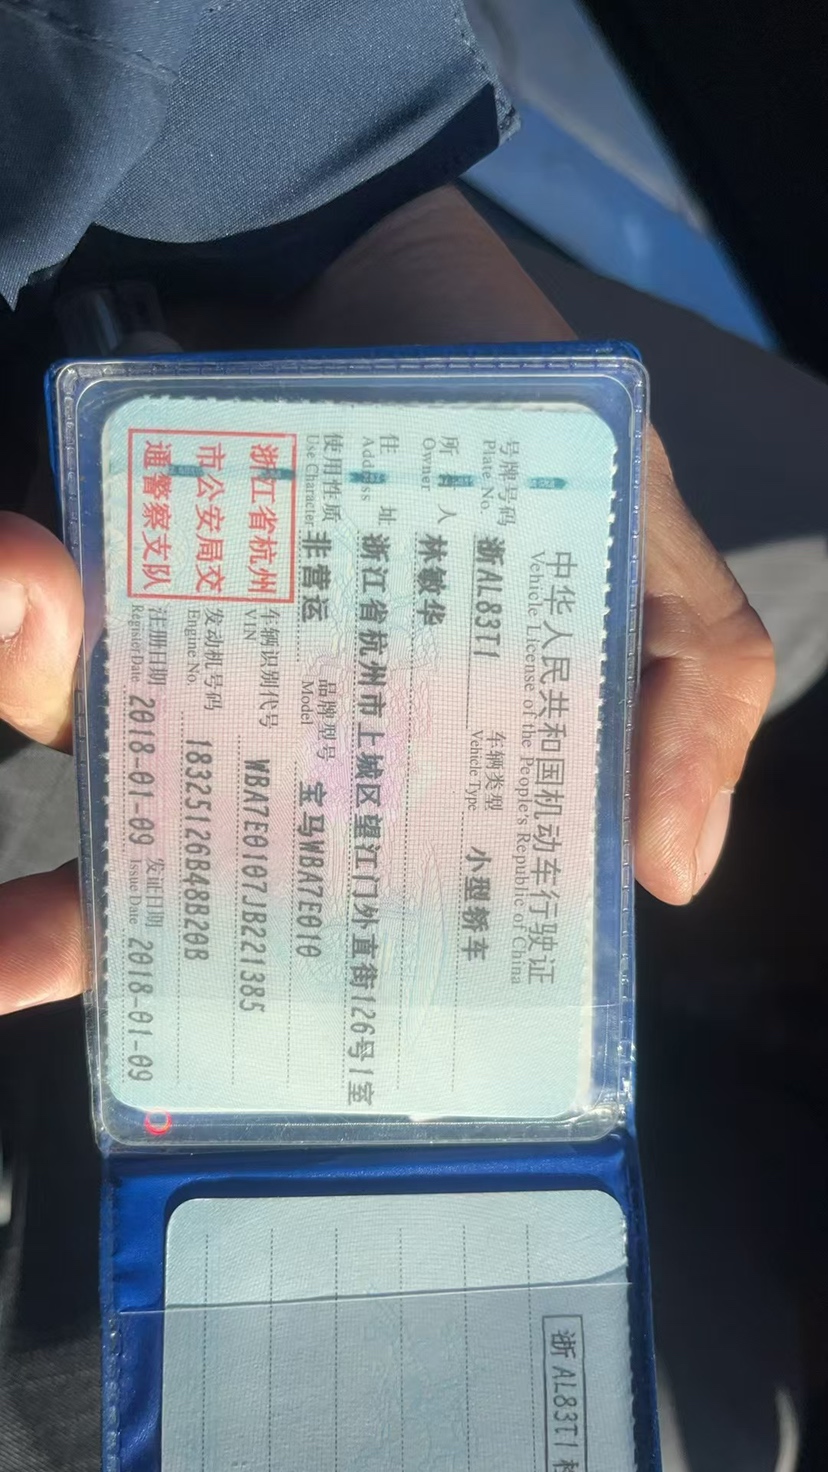 中华人民共和国机动车行驶证
Vehicle License of the People's Republic of China
号牌号码 浙AL83T1 车辆类型 小型轿车
Plate No. Vehicle Type
所有人 林敏华
Owner
住址 浙江省杭州市上城区望江门外直街126号1室
Address
使用性质 非营运 品牌型号 宝马WBA7E010
Use Character Model
浙江省杭州
市公安局交
通警察支队
车辆识别代号 WBA7E0107JB221385
VIN
发动机号码 18325126B48B20B
Engine No.
注册日期 2018-01-09 发证日期 2018-01-09
Register Date Issue Date
浙AL83T1